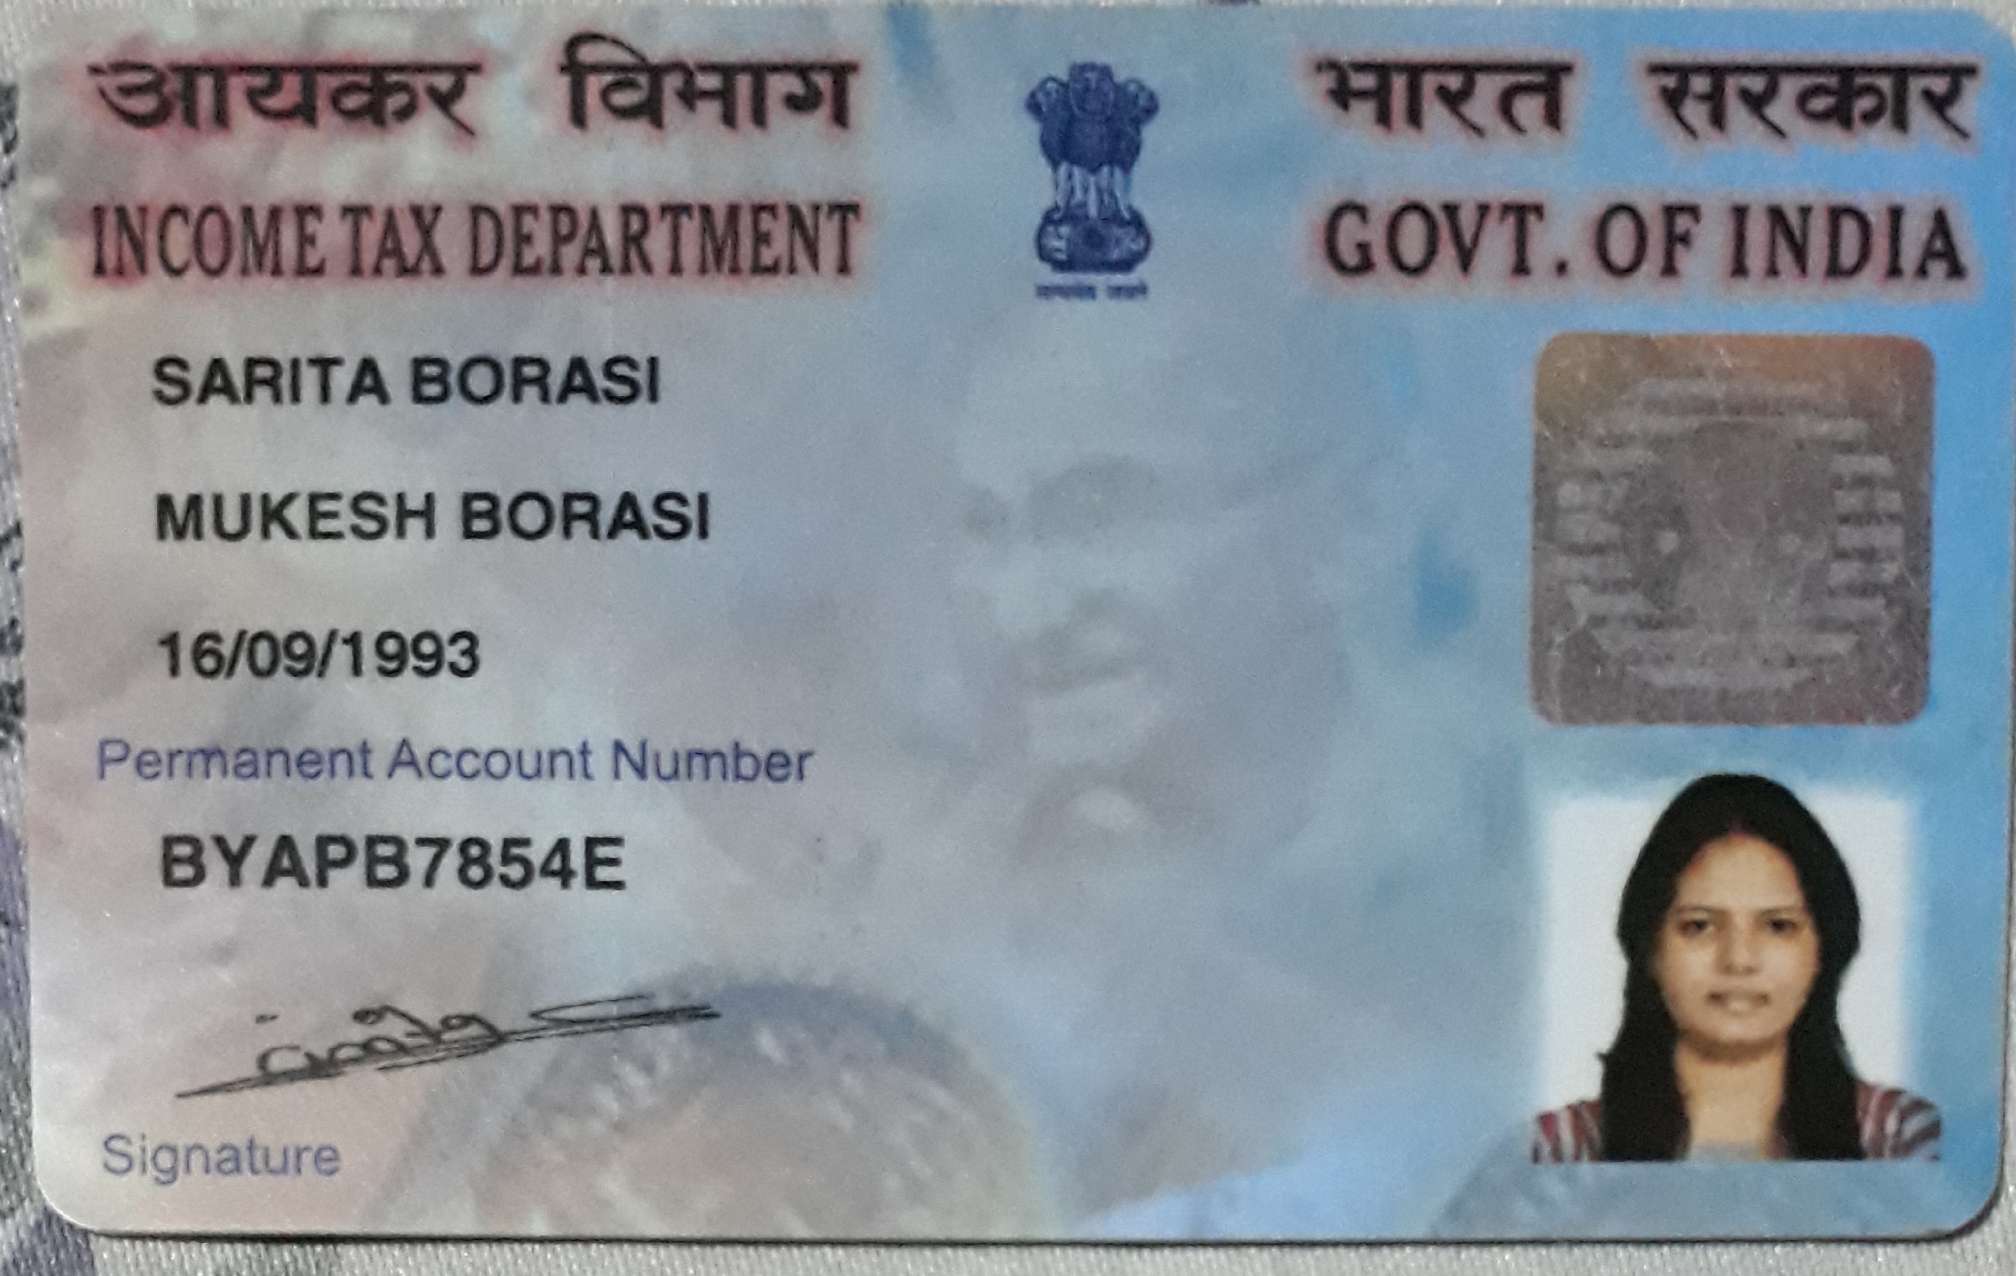 आयकर विभाग
भारत सरकार
INCOME TAX DEPARTMENT
GOVT. OF INDIA
SARITA BORASI
MUKESH BORASI
16/09/1993
Permanent Account Number
BYAPB7854E
Signature